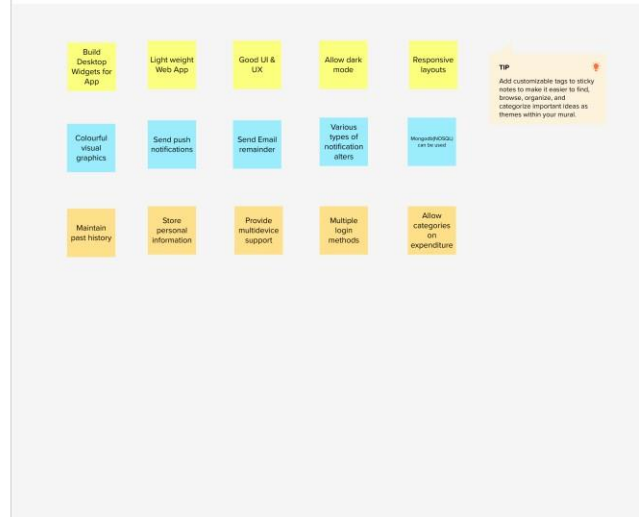 Build
Desktop
Widgets for
App
Light weight
Web App
Good UI &
UX
Allow dark
mode
Responsive
layouts
TIP
Add customizable tags to sticky
notes to make it easier to find,
browse, organize, and
categorize important ideas as
themes within your mural.
Colourful
visual
graphics
Send push
notifications
Send Email
remainder
Various
types of
notification
alters
can be used
Maintain
past history
Store
personal
information
Provide
multidevice
support
Multiple
login
methods
Allow
categories
on
expenditure